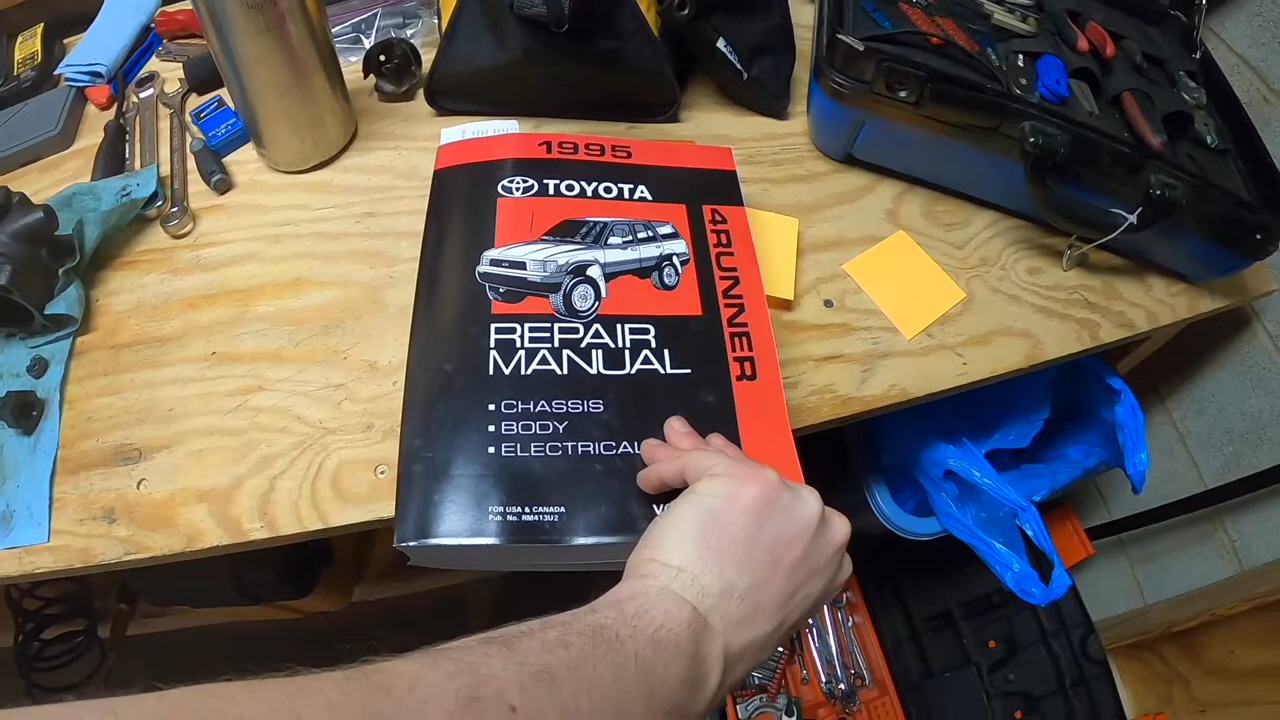 1995
TOYOTA
4RUNNER
REPAIR
MANUAL
▪ CHASSIS
▪ BODY
▪ ELECTRICAL
FOR USA & CANADA
Pub. No. RM413U2